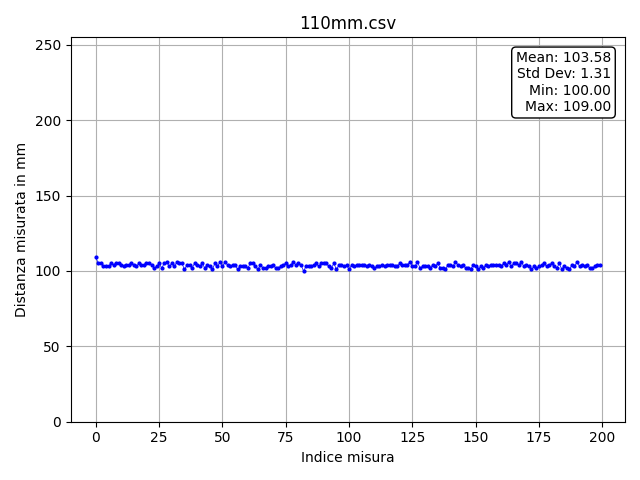 110mm.csv
Mean: 103.58
Std Dev: 1.31
Min: 100.00
Max: 109.00
Distanza misurata in mm
250
200
150
100
50
0
0 25 50 75 100 125 150 175 200
Indice misura